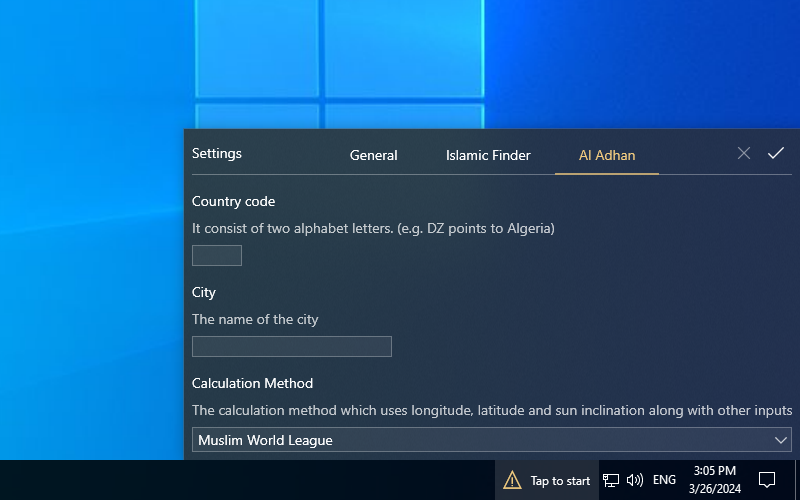 Settings
General
Islamic Finder
Al Adhan
Country code
It consist of two alphabet letters. (e.g. DZ points to Algeria)
City
The name of the city
Calculation Method
The calculation method which uses longitude, latitude and sun inclination along with other inputs
Muslim World League
Tap to start
ENG
3:05 PM
3/26/2024